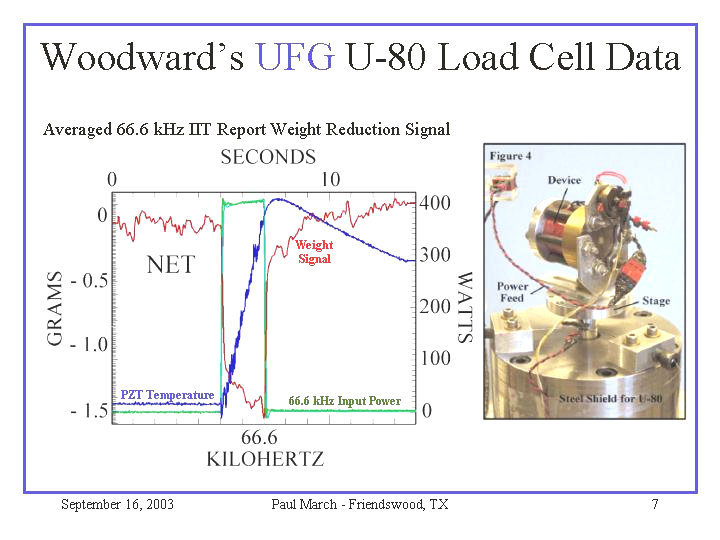 Woodward's UFG U-80 Load Cell Data
Averaged 66.6 kHz IIT Report Weight Reduction Signal
SECONDS
0 10
0
- 0.5
- 1.0
- 1.5
GRAMS
NET
Weight
Signal
PZT Temperature
66.6 kHz Input Power
400
300
200
100
0
WATTS
66.6
KILOHERTZ
Figure 4
Device
Power
Feed
Stage
Steel Shield for U-80
September 16, 2003
Paul March - Friendswood, TX
7